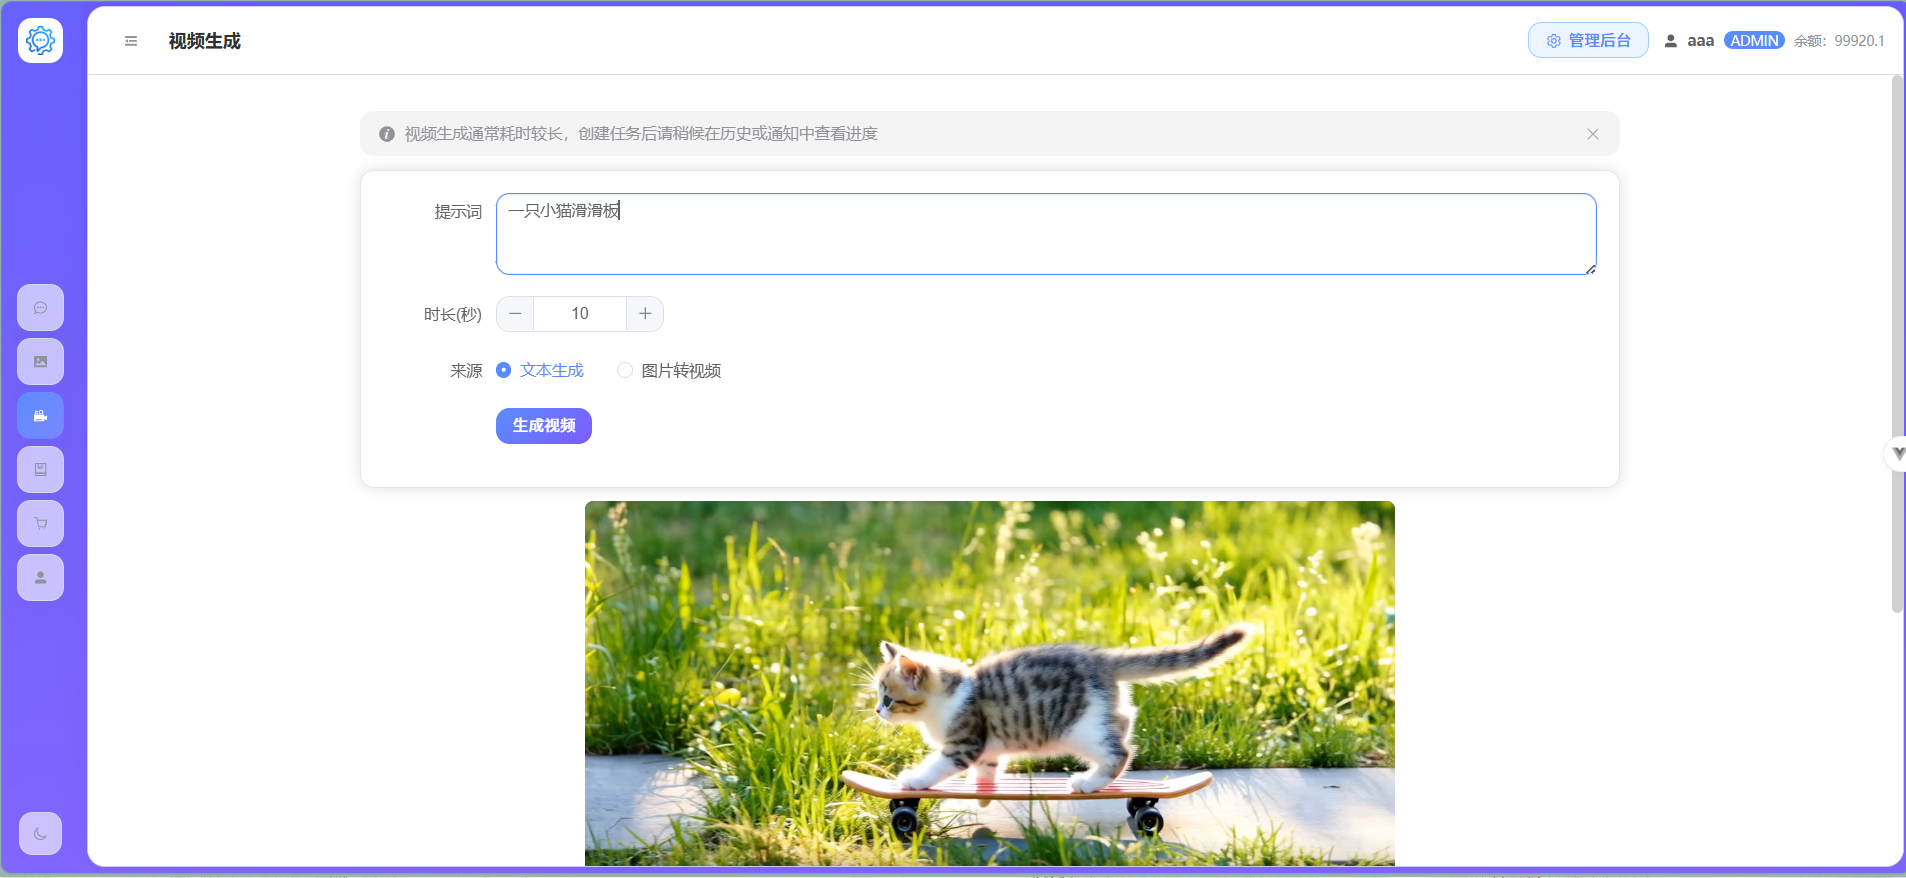 视频生成
管理后台
aaa ADMIN 余额：99920.1
视频生成通常耗时较长，创建任务后请稍候在历史或通知中查看进度
提示词
一只小猫滑滑板
时长(秒)
10
来源
文本生成
图片转视频
生成视频